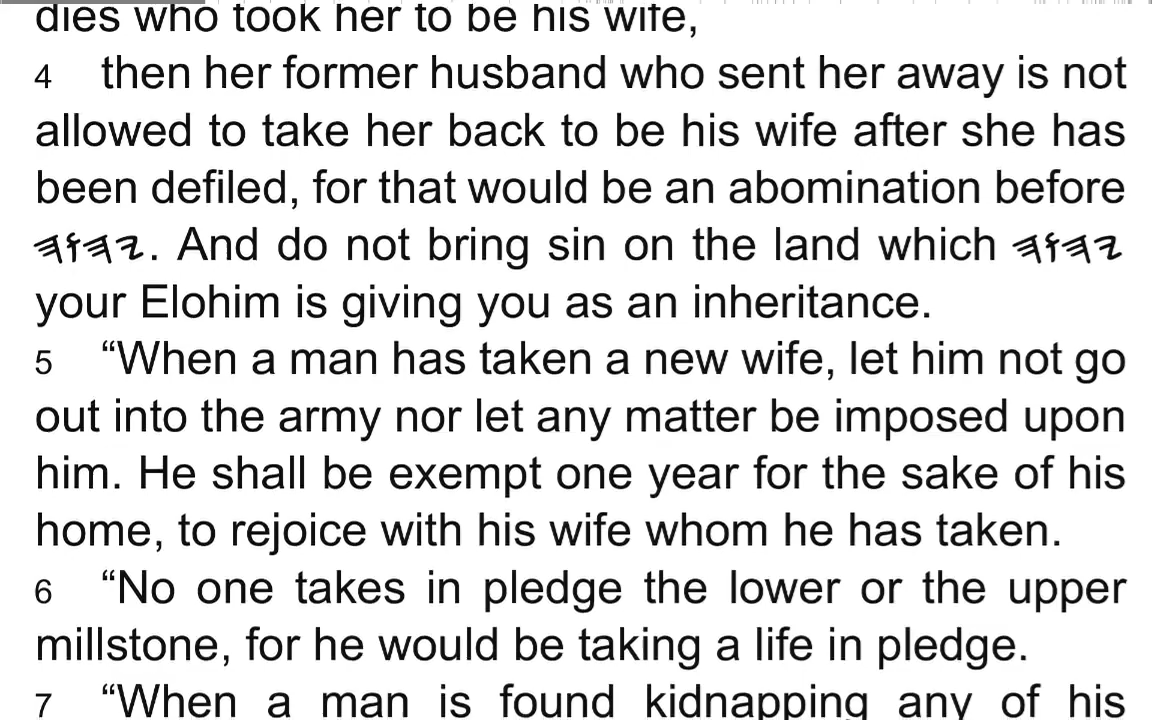 dies who took her to be his wife,
4 then her former husband who sent her away is not
allowed to take her back to be his wife after she has
been defiled, for that would be an abomination before
𐤉𐤄𐤅𐤄. And do not bring sin on the land which 𐤉𐤄𐤅𐤄
your Elohim is giving you as an inheritance.
5 “When a man has taken a new wife, let him not go
out into the army nor let any matter be imposed upon
him. He shall be exempt one year for the sake of his
home, to rejoice with his wife whom he has taken.
6 “No one takes in pledge the lower or the upper
millstone, for he would be taking a life in pledge.
7 “When a man is found kidnapping any of his